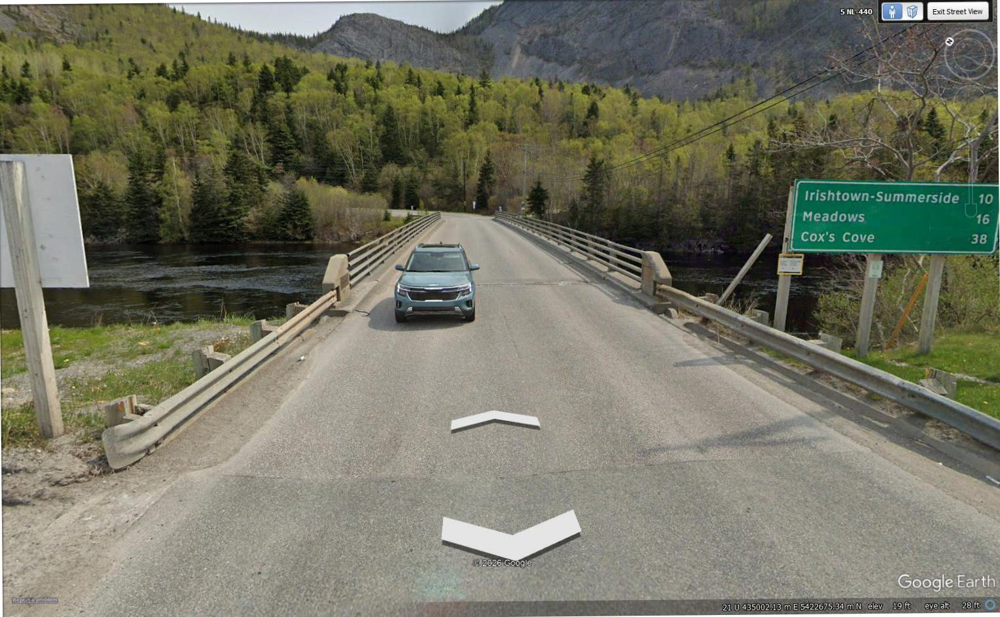 5 NL-440
Exit Street View
N
Irishtown-Summerside 10
Meadows 16
Cox's Cove 38
© 2026 Google
Google Earth
Report a problem
21 U 435002.13 m E 5422675.34 m N elev 19 ft eye alt 28 ft